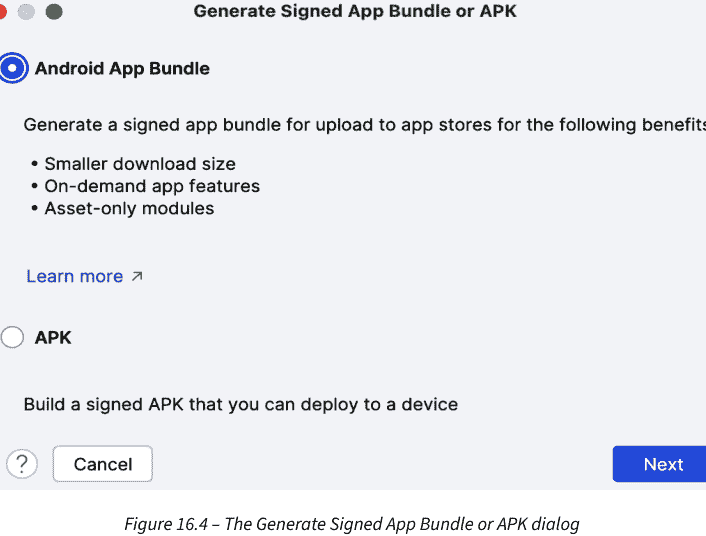 Generate Signed App Bundle or APK
Android App Bundle
Generate a signed app bundle for upload to app stores for the following benefits
• Smaller download size
• On-demand app features
• Asset-only modules
Learn more ↗
APK
Build a signed APK that you can deploy to a device
? Cancel Next
Figure 16.4 – The Generate Signed App Bundle or APK dialog